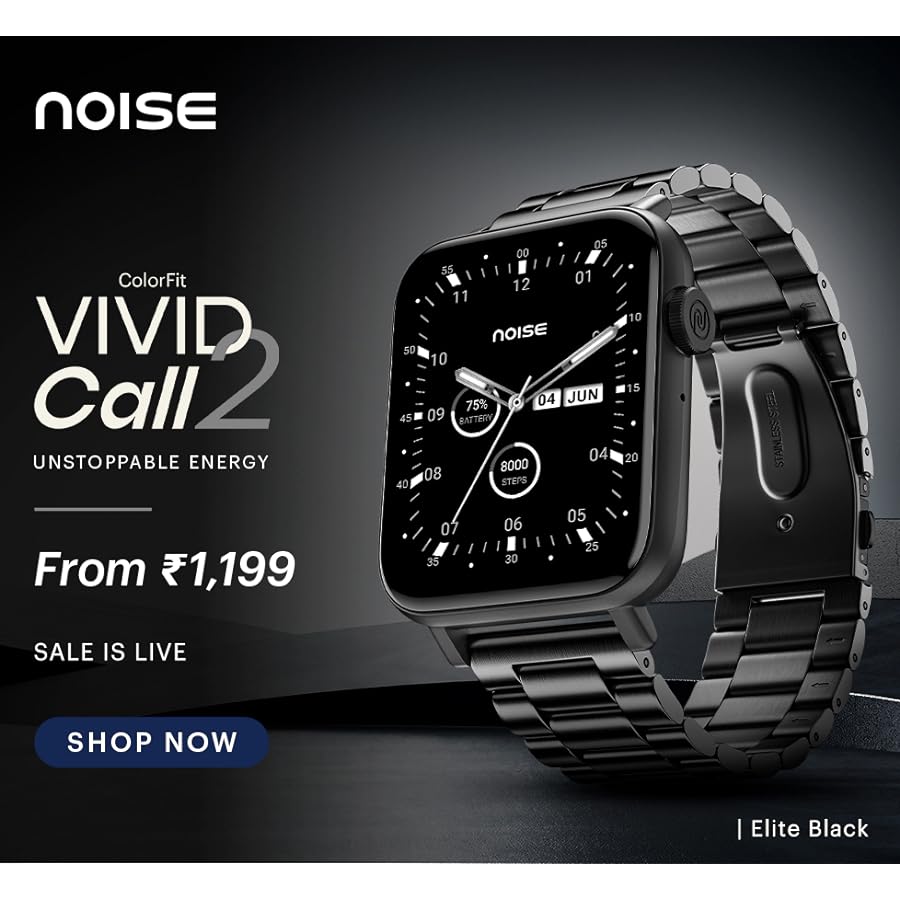 NOISE
ColorFit
VIVID
Call 2
UNSTOPPABLE ENERGY
From ₹1,199
SALE IS LIVE
SHOP NOW
55 00 05
11 12 01
NOISE
50 10 10
75%
BATTERY
04 JUN
15
45 09
8000
STEPS
40 08 04 20
07 06 05
35 30 25
STAINLESS STEEL
| Elite Black